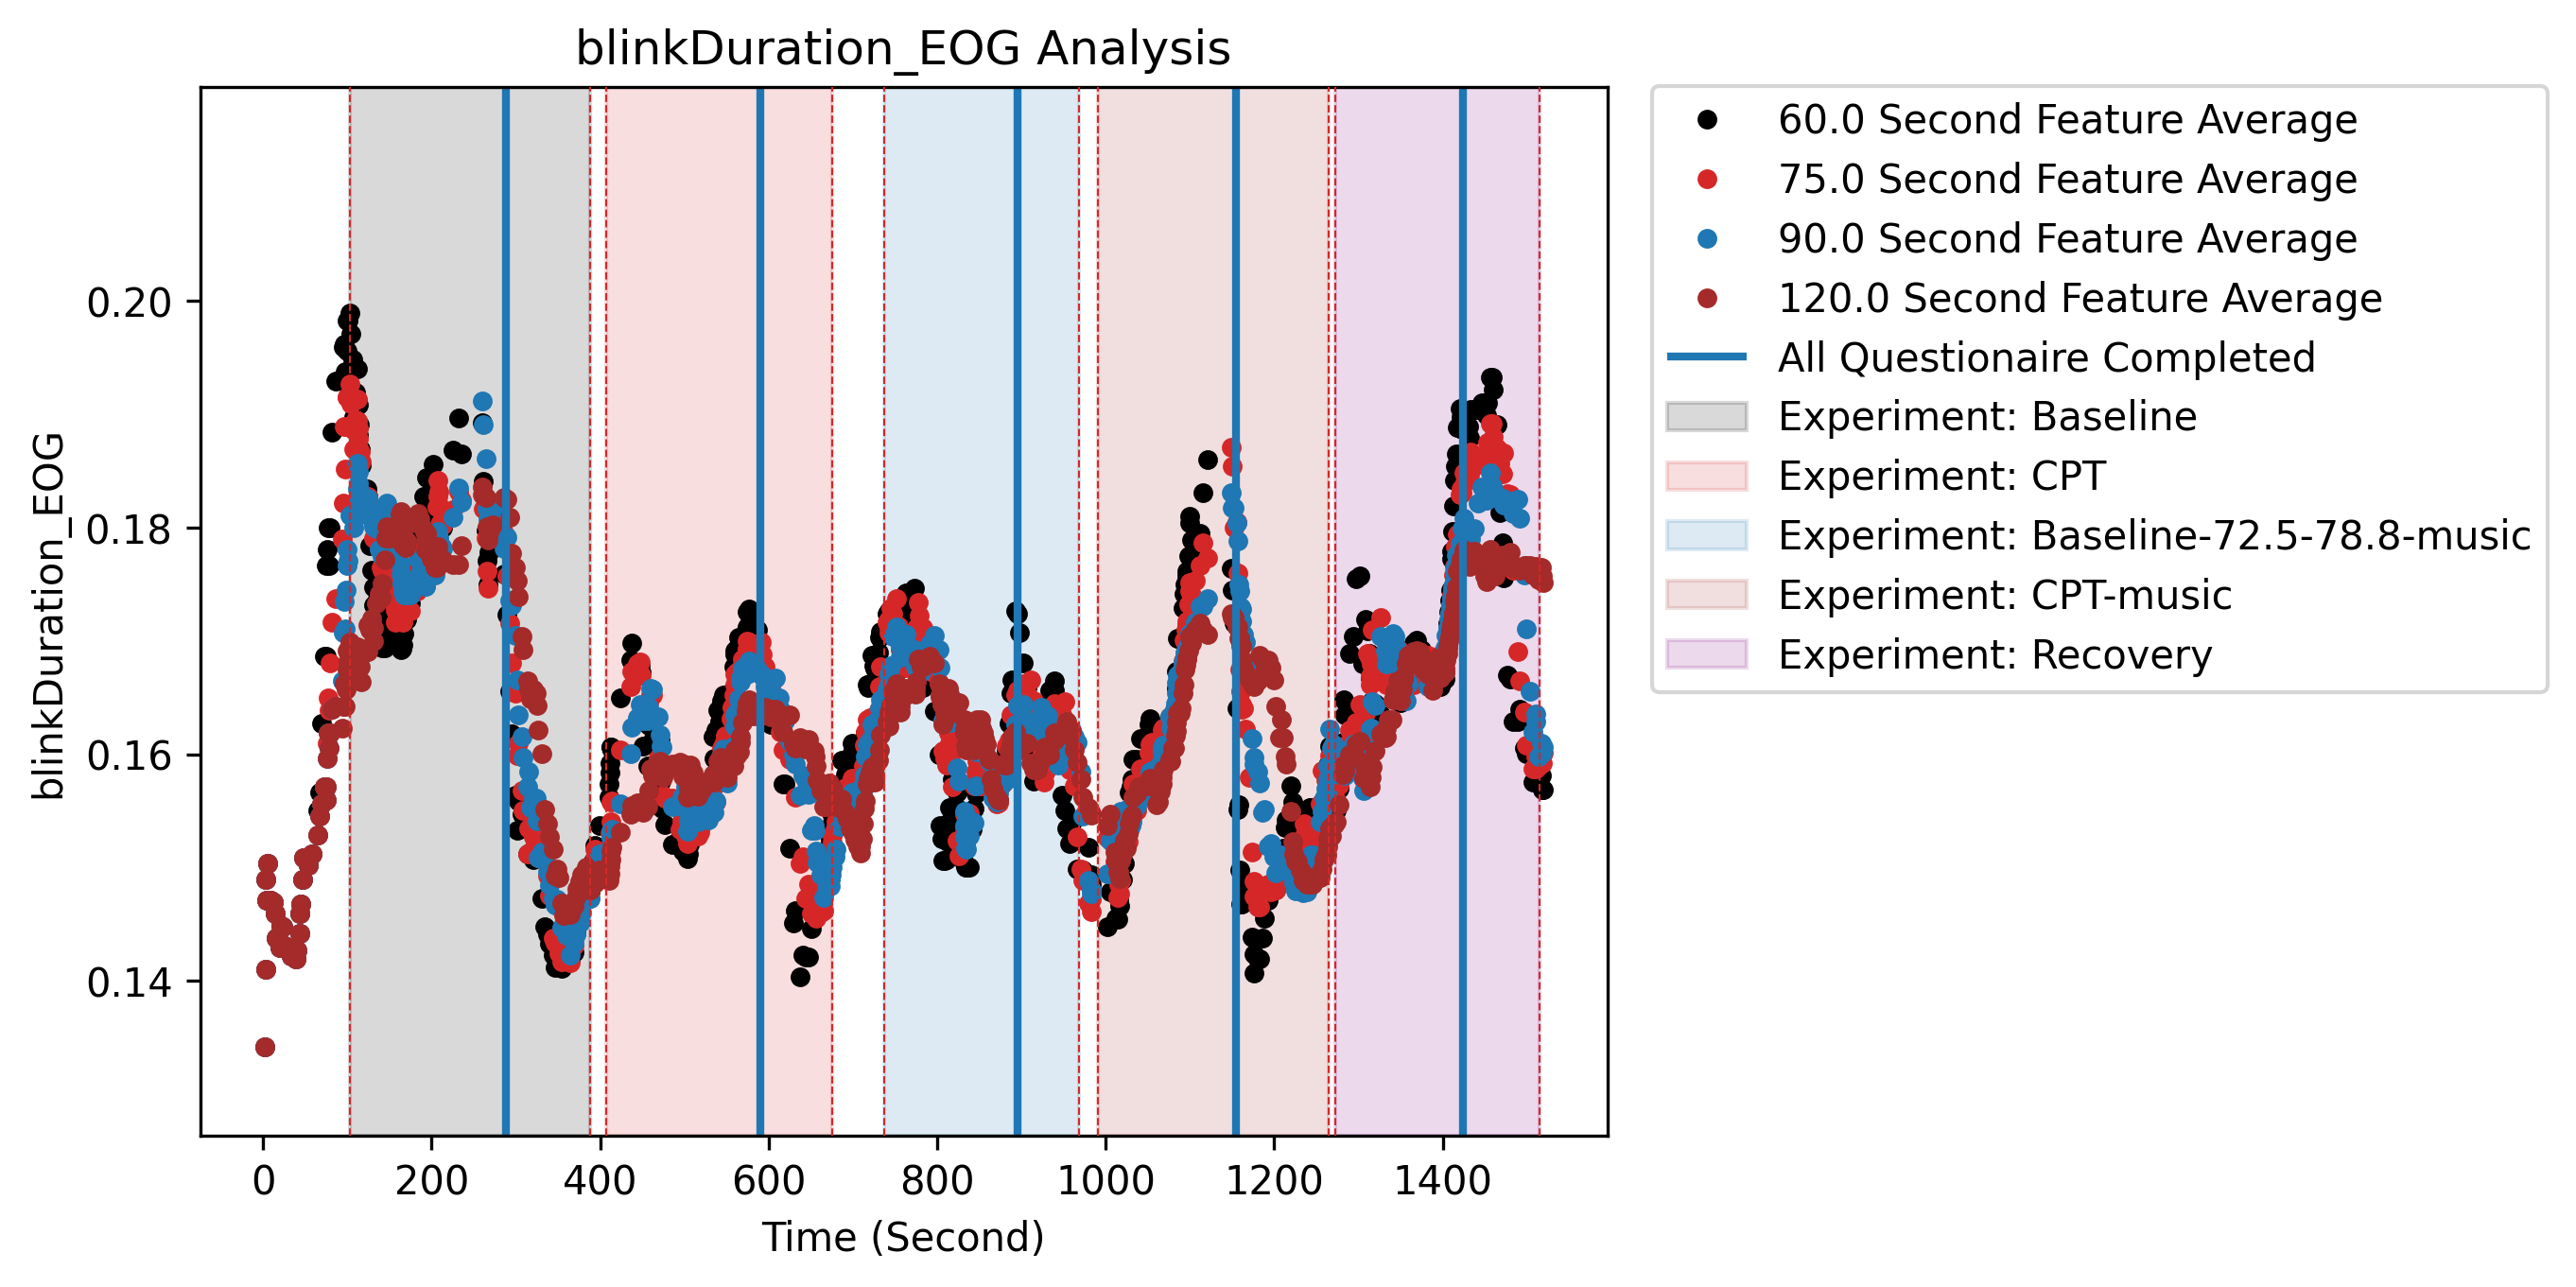 blinkDuration_EOG Analysis
blinkDuration_EOG
0.20
0.18
0.16
0.14
0 200 400 600 800 1000 1200 1400
Time (Second)
60.0 Second Feature Average
75.0 Second Feature Average
90.0 Second Feature Average
120.0 Second Feature Average
All Questionaire Completed
Experiment: Baseline
Experiment: CPT
Experiment: Baseline-72.5-78.8-music
Experiment: CPT-music
Experiment: Recovery